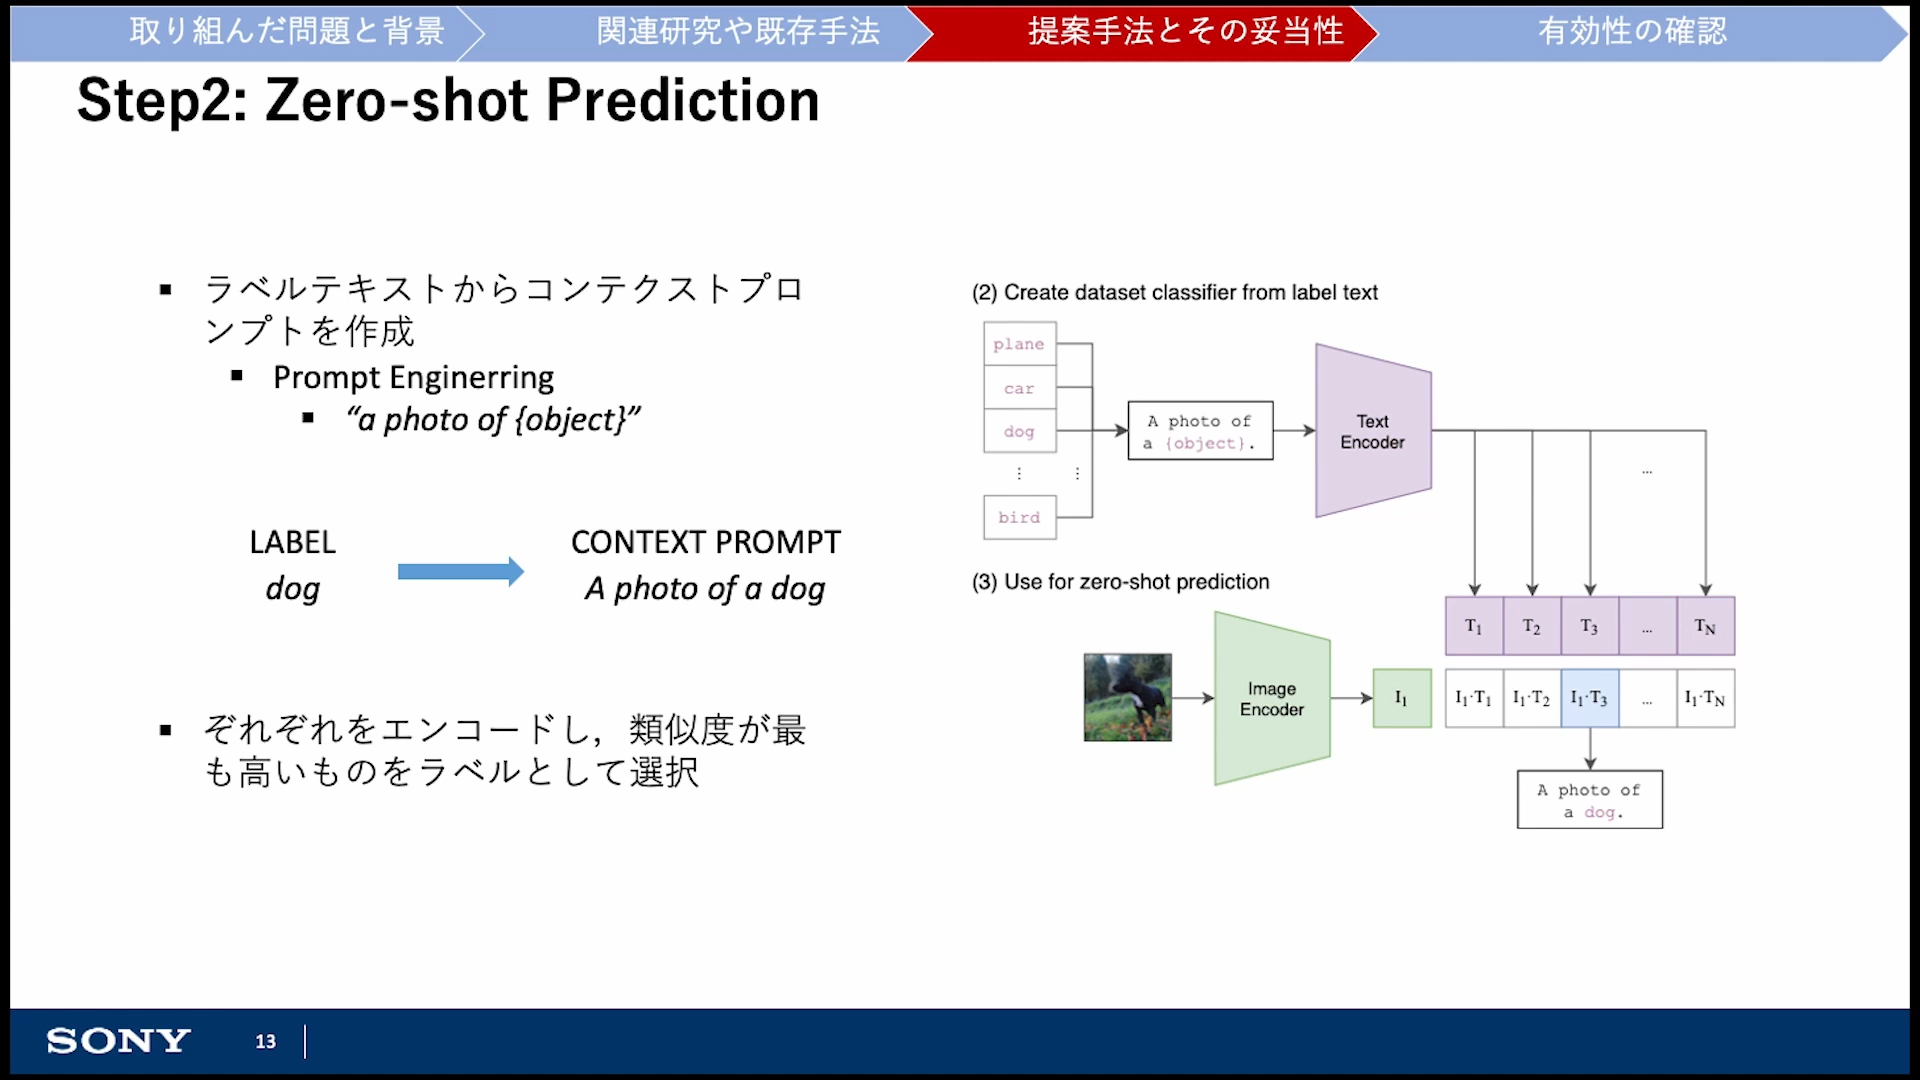 取り組んだ問題と背景
関連研究や既存手法
提案手法とその妥当性
有効性の確認
Step2: Zero-shot Prediction
▪ ラベルテキストからコンテクストプロ
ンプトを作成
▪ Prompt Enginerring
▪ “a photo of {object}”
LABEL
dog
CONTEXT PROMPT
A photo of a dog
▪ ぞれぞれをエンコードし，類似度が最
も高いものをラベルとして選択
(2) Create dataset classifier from label text
plane
car
dog
⋮ ⋮
bird
A photo of
a {object}.
Text
Encoder
...
(3) Use for zero-shot prediction
T1 T2 T3 ... TN
Image
Encoder
I1
I1·T1 I1·T2 I1·T3 ... I1·TN
A photo of
a dog.
SONY
13